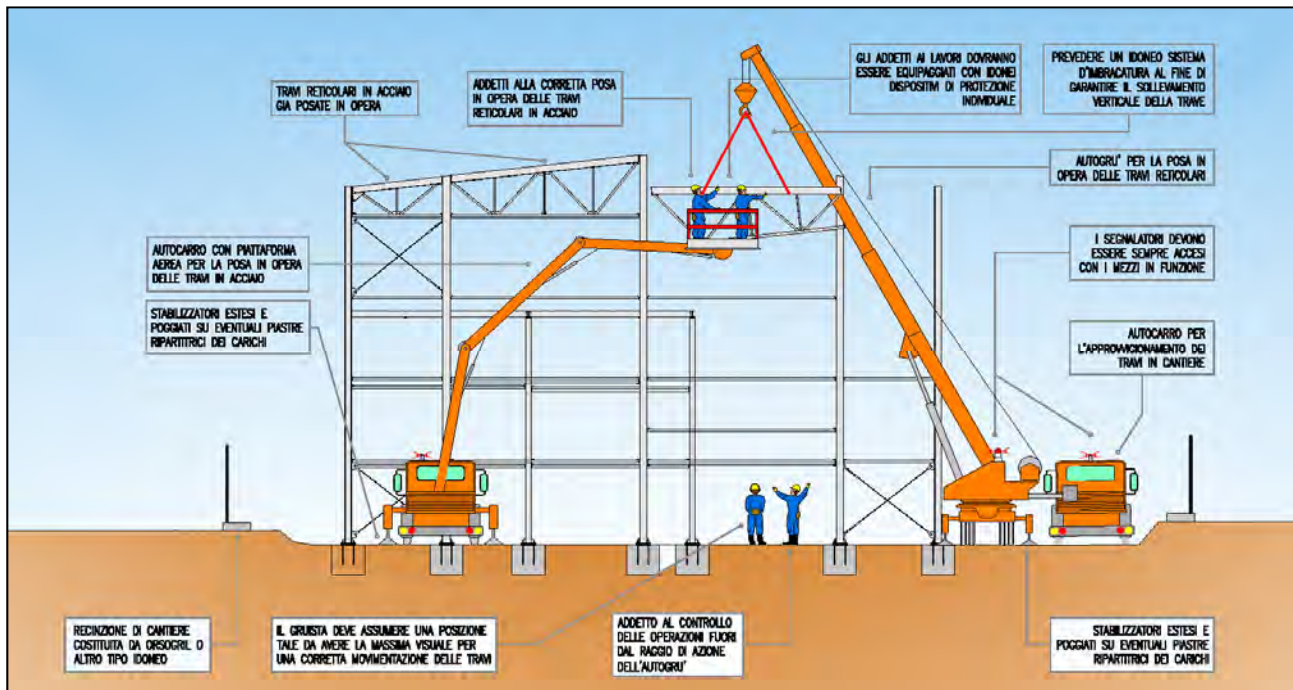 TRAVI RETICOLARI IN ACCIAIO
GIA POSATE IN OPERA
ADDETTI ALLA CORRETTA POSA
IN OPERA DELLE TRAVI
RETICOLARI IN ACCIAIO
GLI ADDETTI AI LAVORI DOVRANNO
ESSERE EQUIPAGGIATI CON IDONEI
DISPOSITIVI DI PROTEZIONE
INDIVIDUALE
PREVEDERE UN IDONEO SISTEMA
D'IMBRACATURA AL FINE DI
GARANTIRE IL SOLLEVAMENTO
VERTICALE DELLA TRAVE
AUTOGRU' PER LA POSA IN
OPERA DELLE TRAVI RETICOLARI
AUTOCARRO CON PIATTAFORMA
AEREA PER LA POSA IN OPERA
DELLE TRAVI IN ACCIAIO
I SEGNALATORI DEVONO
ESSERE SEMPRE ACCESI
CON I MEZZI IN FUNZIONE
STABILIZZATORI ESTESI E
POGGIATI SU EVENTUALI PIASTRE
RIPARTITRICI DEI CARICHI
AUTOCARRO PER
L'APPROVVICIONAMENTO DEI
TRAVI IN CANTIERE
RECINZIONE DI CANTIERE
COSTITUITA DA ORSOGRIL O
ALTRO TIPO IDONEO
IL GRUISTA DEVE ASSUMERE UNA POSIZIONE
TALE DA AVERE LA MASSIMA VISUALE PER
UNA CORRETTA MOVIMENTAZIONE DELLE TRAVI
ADDETTO AL CONTROLLO
DELLE OPERAZIONI FUORI
DAL RAGGIO DI AZIONE
DELL'AUTOGRU'
STABILIZZATORI ESTESI E
POGGIATI SU EVENTUALI PIASTRE
RIPARTITRICI DEI CARICHI